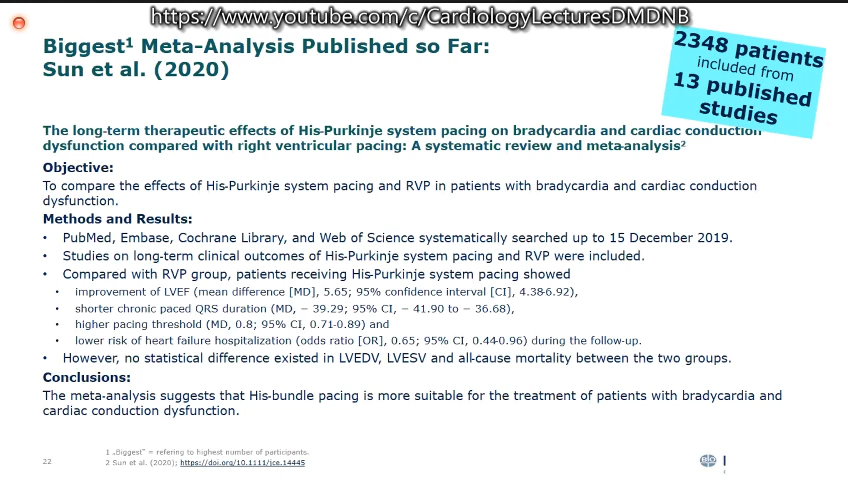 https://www.youtube.com/c/CardiologyLecturesDMDNB
Biggest¹ Meta-Analysis Published so Far:
Sun et al. (2020)
2348 patients
included from
13 published
studies
The long-term therapeutic effects of His-Purkinje system pacing on bradycardia and cardiac conduction
dysfunction compared with right ventricular pacing: A systematic review and meta-analysis²
Objective:
To compare the effects of His-Purkinje system pacing and RVP in patients with bradycardia and cardiac conduction
dysfunction.
Methods and Results:
• PubMed, Embase, Cochrane Library, and Web of Science systematically searched up to 15 December 2019.
• Studies on long-term clinical outcomes of His-Purkinje system pacing and RVP were included.
• Compared with RVP group, patients receiving His-Purkinje system pacing showed
• improvement of LVEF (mean difference [MD], 5.65; 95% confidence interval [CI], 4.38-6.92),
• shorter chronic paced QRS duration (MD, − 39.29; 95% CI, − 41.90 to − 36.68),
• higher pacing threshold (MD, 0.8; 95% CI, 0.71-0.89) and
• lower risk of heart failure hospitalization (odds ratio [OR], 0.65; 95% CI, 0.44-0.96) during the follow-up.
• However, no statistical difference existed in LVEDV, LVESV and all-cause mortality between the two groups.
Conclusions:
The meta-analysis suggests that His-bundle pacing is more suitable for the treatment of patients with bradycardia and
cardiac conduction dysfunction.
1 „Biggest" = refering to highest number of participants.
22
2 Sun et al. (2020); https://doi.org/10.1111/jce.14445
BIO